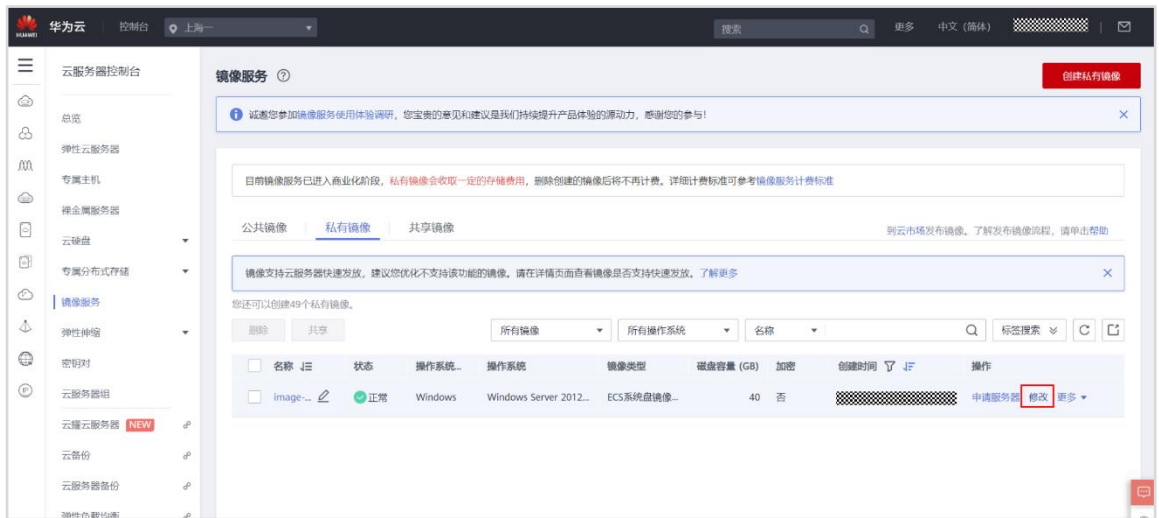 HUAWEI 华为云 控制台 上海一 搜索 更多 中文 (简体)
云服务器控制台
总览
弹性云服务器
专属主机
裸金属服务器
云硬盘
专属分布式存储
镜像服务
弹性伸缩
密钥对
云服务器组
云耀云服务器 NEW
云备份
云服务器备份
弹性负载均衡
镜像服务 ?
创建私有镜像
诚邀您参加镜像服务使用体验调研，您宝贵的意见和建议是我们持续提升产品体验的源动力，感谢您的参与！
目前镜像服务已进入商业化阶段，私有镜像会收取一定的存储费用，删除创建的镜像后将不再计费。详细计费标准可参考镜像服务计费标准
公共镜像 私有镜像 共享镜像
到云市场发布镜像。了解发布镜像流程，请单击帮助
镜像支持云服务器快速发放，建议您优化不支持该功能的镜像。请在详情页面查看镜像是否支持快速发放。了解更多
您还可以创建49个私有镜像。
删除 共享 所有镜像 所有操作系统 名称 标签搜索
名称 状态 操作系统... 操作系统 镜像类型 磁盘容量 (GB) 加密 创建时间 操作
image-... 正常 Windows Windows Server 2012... ECS系统盘镜像... 40 否 申请服务器 修改 更多